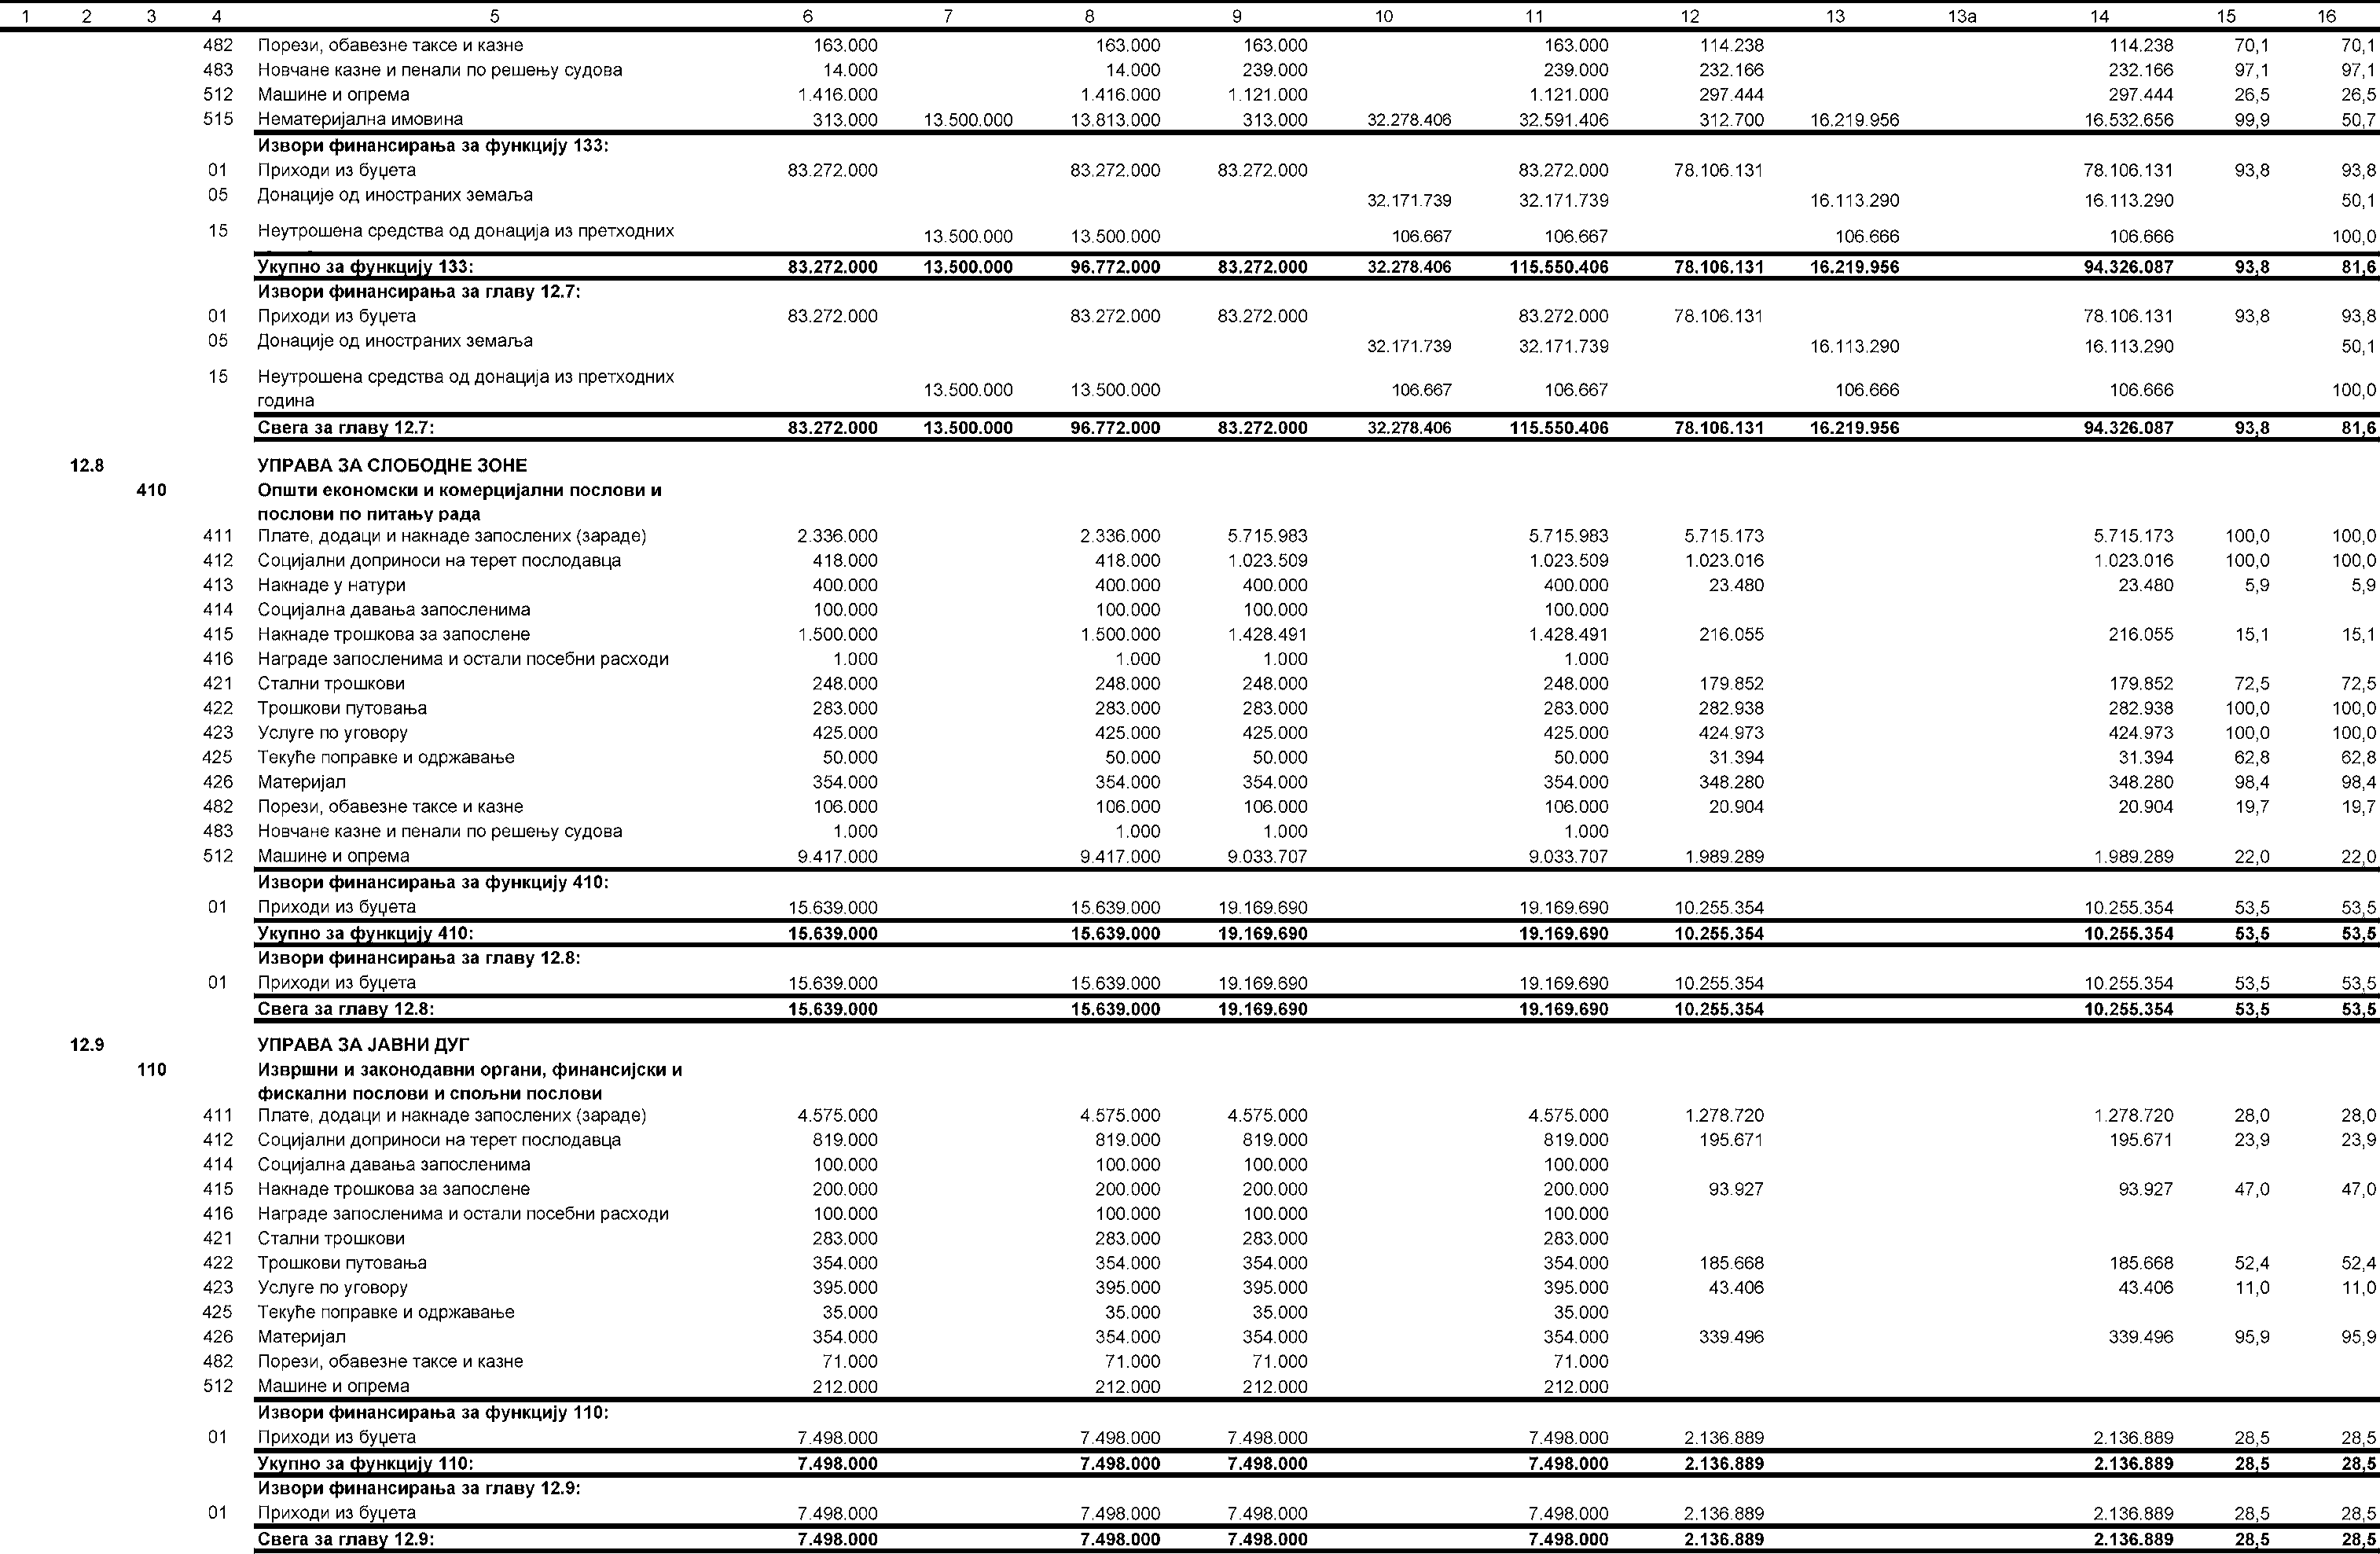 1 2 3 4 5 6 7 8 9 10 11 12 13 13а 14 15 16
482 Порези, обавезне таксе и казне 163.000 163.000 163.000 163.000 114.238 114.238 70,1 70,1
483 Новчане казне и пенали по решењу судова 14.000 14.000 239.000 239.000 232.166 232.166 97,1 97,1
512 Машине и опрема 1.416.000 1.416.000 1.121.000 1.121.000 297.444 297.444 26,5 26,5
515 Нематеријална имовина 313.000 13.500.000 13.813.000 313.000 32.278.406 32.591.406 312.700 16.219.956 16.532.656 99,9 50,7
Извори финансирања за функцију 133:
01 Приходи из буџета 83.272.000 83.272.000 83.272.000 83.272.000 78.106.131 78.106.131 93,8 93,8
05 Донације од иностраних земаља 32.171.739 32.171.739 16.113.290 16.113.290 50,1
15 Неутрошена средства од донација из претходних 13.500.000 13.500.000 106.667 106.667 106.666 106.666 100,0
Укупно за функцију 133: 83.272.000 13.500.000 96.772.000 83.272.000 32.278.406 115.550.406 78.106.131 16.219.956 94.326.087 93,8 81,6
Извори финансирања за главу 12.7:
01 Приходи из буџета 83.272.000 83.272.000 83.272.000 83.272.000 78.106.131 78.106.131 93,8 93,8
05 Донације од иностраних земаља 32.171.739 32.171.739 16.113.290 16.113.290 50,1
15 Неутрошена средства од донација из претходних
година 13.500.000 13.500.000 106.667 106.667 106.666 106.666 100,0
Свега за главу 12.7: 83.272.000 13.500.000 96.772.000 83.272.000 32.278.406 115.550.406 78.106.131 16.219.956 94.326.087 93,8 81,6
12.8 УПРАВА ЗА СЛОБОДНЕ ЗОНЕ
410 Општи економски и комерцијални послови и
послови по питању рада
411 Плате, додаци и накнаде запослених (зараде) 2.336.000 2.336.000 5.715.983 5.715.983 5.715.173 5.715.173 100,0 100,0
412 Социјални доприноси на терет послодавца 418.000 418.000 1.023.509 1.023.509 1.023.016 1.023.016 100,0 100,0
413 Накнаде у натури 400.000 400.000 400.000 400.000 23.480 23.480 5,9 5,9
414 Социјална давања запосленима 100.000 100.000 100.000 100.000
415 Накнаде трошкова за запослене 1.500.000 1.500.000 1.428.491 1.428.491 216.055 216.055 15,1 15,1
416 Награде запосленима и остали посебни расходи 1.000 1.000 1.000 1.000
421 Стални трошкови 248.000 248.000 248.000 248.000 179.852 179.852 72,5 72,5
422 Трошкови путовања 283.000 283.000 283.000 283.000 282.938 282.938 100,0 100,0
423 Услуге по уговору 425.000 425.000 425.000 425.000 424.973 424.973 100,0 100,0
425 Текуће поправке и одржавање 50.000 50.000 50.000 50.000 31.394 31.394 62,8 62,8
426 Материјал 354.000 354.000 354.000 354.000 348.280 348.280 98,4 98,4
482 Порези, обавезне таксе и казне 106.000 106.000 106.000 106.000 20.904 20.904 19,7 19,7
483 Новчане казне и пенали по решењу судова 1.000 1.000 1.000 1.000
512 Машине и опрема 9.417.000 9.417.000 9.033.707 9.033.707 1.989.289 1.989.289 22,0 22,0
Извори финансирања за функцију 410:
01 Приходи из буџета 15.639.000 15.639.000 19.169.690 19.169.690 10.255.354 10.255.354 53,5 53,5
Укупно за функцију 410: 15.639.000 15.639.000 19.169.690 19.169.690 10.255.354 10.255.354 53,5 53,5
Извори финансирања за главу 12.8:
01 Приходи из буџета 15.639.000 15.639.000 19.169.690 19.169.690 10.255.354 10.255.354 53,5 53,5
Свега за главу 12.8: 15.639.000 15.639.000 19.169.690 19.169.690 10.255.354 10.255.354 53,5 53,5
12.9 УПРАВА ЗА ЈАВНИ ДУГ
110 Извршни и законодавни органи, финансијски и
фискални послови и спољни послови
411 Плате, додаци и накнаде запослених (зараде) 4.575.000 4.575.000 4.575.000 4.575.000 1.278.720 1.278.720 28,0 28,0
412 Социјални доприноси на терет послодавца 819.000 819.000 819.000 819.000 195.671 195.671 23,9 23,9
414 Социјална давања запосленима 100.000 100.000 100.000 100.000
415 Накнаде трошкова за запослене 200.000 200.000 200.000 200.000 93.927 93.927 47,0 47,0
416 Награде запосленима и остали посебни расходи 100.000 100.000 100.000 100.000
421 Стални трошкови 283.000 283.000 283.000 283.000
422 Трошкови путовања 354.000 354.000 354.000 354.000 185.668 185.668 52,4 52,4
423 Услуге по уговору 395.000 395.000 395.000 395.000 43.406 43.406 11,0 11,0
425 Текуће поправке и одржавање 35.000 35.000 35.000 35.000
426 Материјал 354.000 354.000 354.000 354.000 339.496 339.496 95,9 95,9
482 Порези, обавезне таксе и казне 71.000 71.000 71.000 71.000
512 Машине и опрема 212.000 212.000 212.000 212.000
Извори финансирања за функцију 110:
01 Приходи из буџета 7.498.000 7.498.000 7.498.000 7.498.000 2.136.889 2.136.889 28,5 28,5
Укупно за функцију 110: 7.498.000 7.498.000 7.498.000 7.498.000 2.136.889 2.136.889 28,5 28,5
Извори финансирања за главу 12.9:
01 Приходи из буџета 7.498.000 7.498.000 7.498.000 7.498.000 2.136.889 2.136.889 28,5 28,5
Свега за главу 12.9: 7.498.000 7.498.000 7.498.000 7.498.000 2.136.889 2.136.889 28,5 28,5